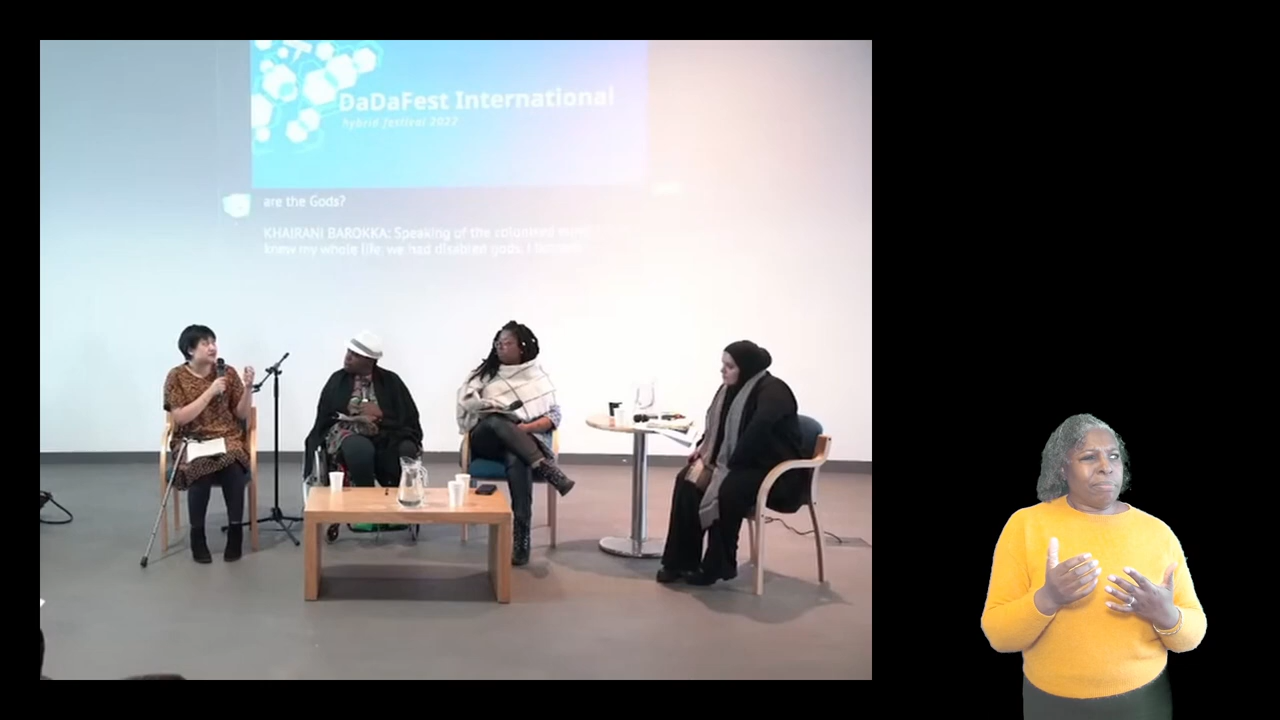 DaDaFest International
hybrid festival 2022
are the Gods?
KHAIRANI BAROKKA: Speaking of the colonised
knew my whole life, we had disabled gods. I